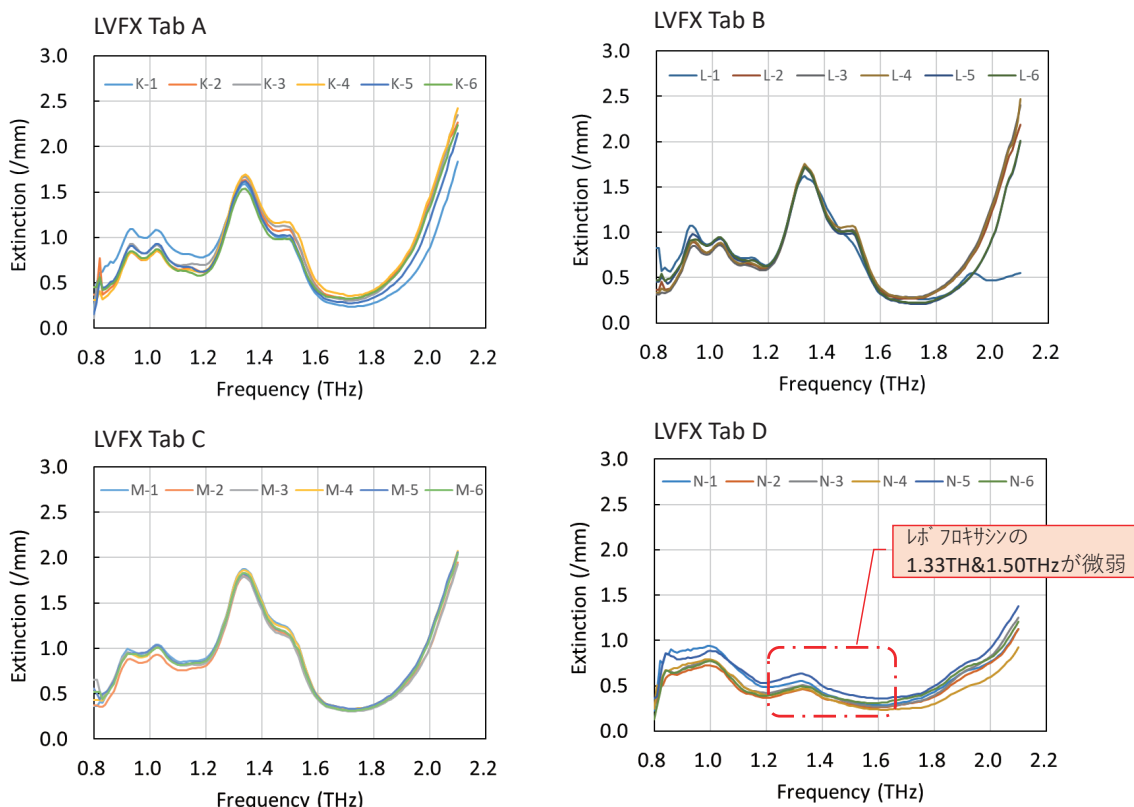 LVFX Tab A
3.0
2.5
2.0
1.5
1.0
0.5
0.0
Extinction (/mm)
K-1 K-2 K-3 K-4 K-5 K-6
0.8 1.0 1.2 1.4 1.6 1.8 2.0 2.2
Frequency (THz)
LVFX Tab B
3.0
2.5
2.0
1.5
1.0
0.5
0.0
Extinction (/mm)
L-1 L-2 L-3 L-4 L-5 L-6
0.8 1.0 1.2 1.4 1.6 1.8 2.0 2.2
Frequency (THz)
LVFX Tab C
3.0
2.5
2.0
1.5
1.0
0.5
0.0
Extinction (/mm)
M-1 M-2 M-3 M-4 M-5 M-6
0.8 1.0 1.2 1.4 1.6 1.8 2.0 2.2
Frequency (THz)
LVFX Tab D
3.0
2.5
2.0
1.5
1.0
0.5
0.0
Extinction (/mm)
N-1 N-2 N-3 N-4 N-5 N-6
レボフロキサシンの
1.33TH&1.50THzが微弱
0.8 1.0 1.2 1.4 1.6 1.8 2.0 2.2
Frequency (THz)